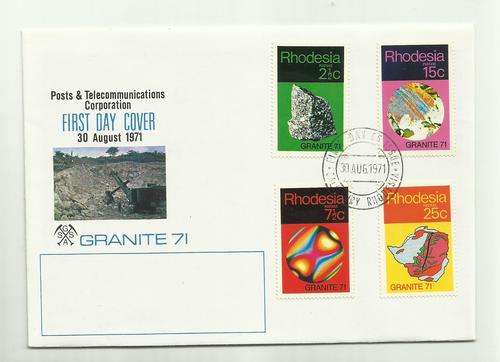 Posts & Telecommunications
Corporation
FIRST DAY COVER
30 August 1971
GSSA
GRANITE 71
Rhodesia
2½c
GRANITE 71
Rhodesia
15c
GRANITE 71
30.AUG.1971
Rhodesia
7½c
GRANITE 71
Rhodesia
25c
GRANITE 71